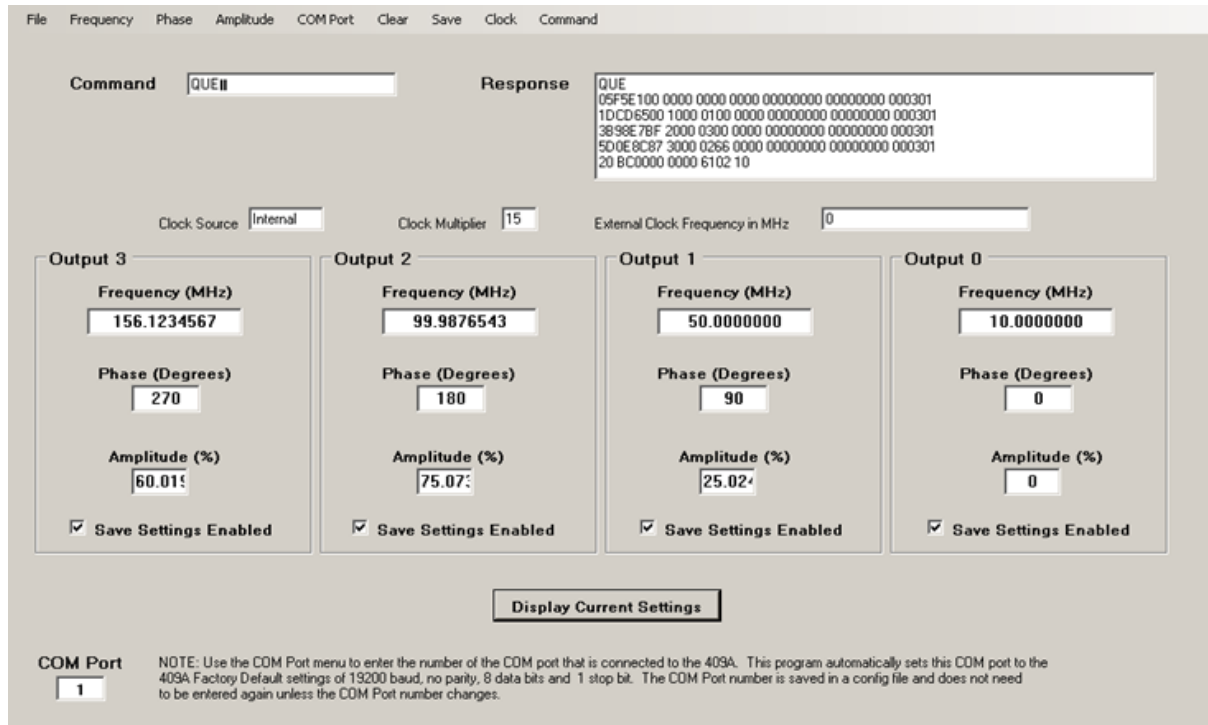 File Frequency Phase Amplitude COM Port Clear Save Clock Command
Command QUE
Response
QUE
05F5E100 0000 0000 0000 00000000 00000000 000301
1DCD6500 1000 0100 0000 00000000 00000000 000301
3B98E7BF 2000 0300 0000 00000000 00000000 000301
5D0E8C87 3000 0266 0000 00000000 00000000 000301
20 BC0000 0000 6102 10
Clock Source Internal Clock Multiplier 15 External Clock Frequency in MHz 0
Output 3
Frequency (MHz)
156.1234567
Phase (Degrees)
270
Amplitude (%)
60.019
Save Settings Enabled
Output 2
Frequency (MHz)
99.9876543
Phase (Degrees)
180
Amplitude (%)
75.073
Save Settings Enabled
Output 1
Frequency (MHz)
50.0000000
Phase (Degrees)
90
Amplitude (%)
25.024
Save Settings Enabled
Output 0
Frequency (MHz)
10.0000000
Phase (Degrees)
0
Amplitude (%)
0
Save Settings Enabled
Display Current Settings
COM Port
1
NOTE: Use the COM Port menu to enter the number of the COM port that is connected to the 409A. This program automatically sets this COM port to the
409A Factory Default settings of 19200 baud, no parity, 8 data bits and 1 stop bit. The COM Port number is saved in a config file and does not need
to be entered again unless the COM Port number changes.